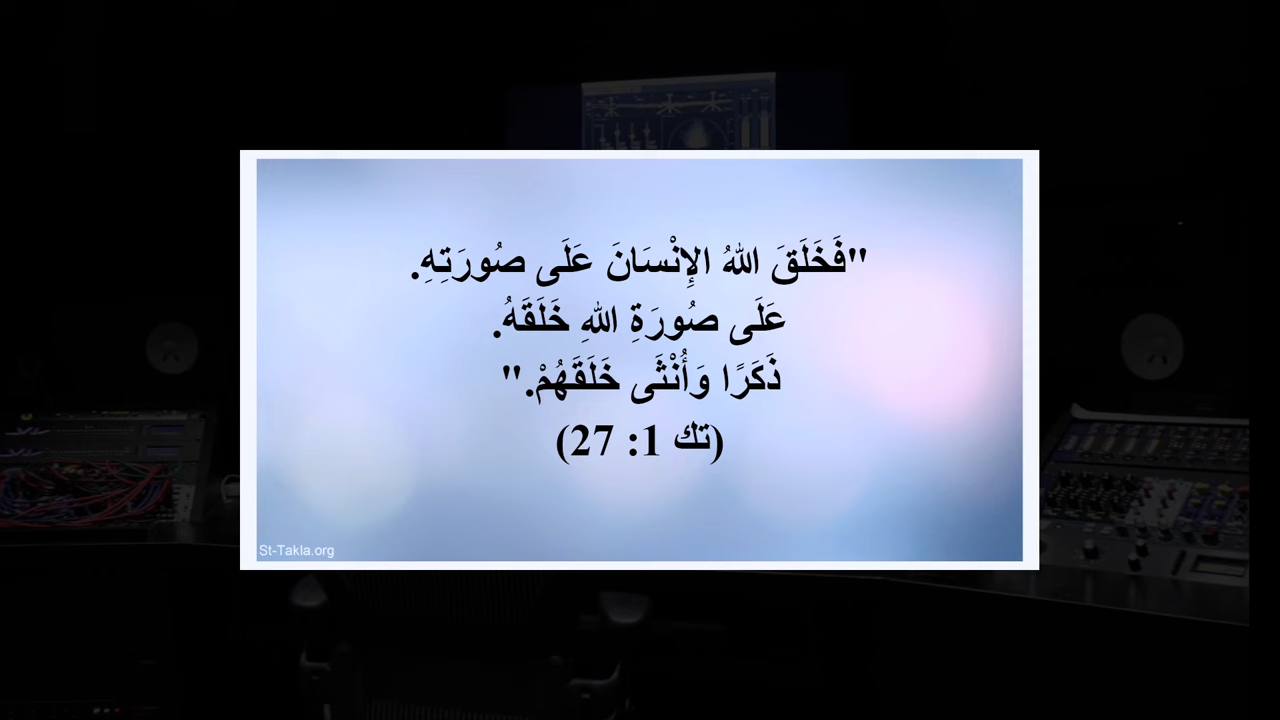 "فَخَلَقَ اللهُ الإِنْسَانَ عَلَى صُورَتِهِ.
عَلَى صُورَةِ اللهِ خَلَقَهُ.
ذَكَرًا وَأُنْثَى خَلَقَهُمْ."
(تك 1: 27)
St-Takla.org